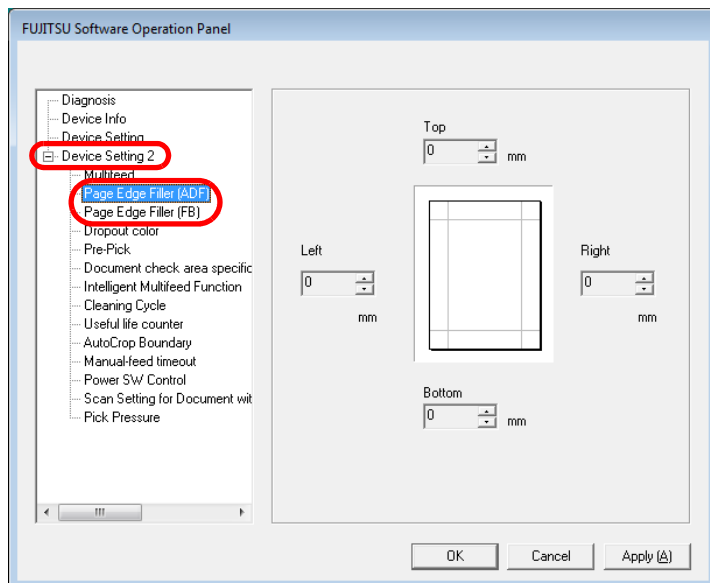 FUJITSU Software Operation Panel
Diagnosis
Device Info
Device Setting
Device Setting 2
Multifeed
Page Edge Filler (ADF)
Page Edge Filler (FB)
Dropout color
Pre-Pick
Document check area specific
Intelligent Multifeed Function
Cleaning Cycle
Useful life counter
AutoCrop Boundary
Manual-feed timeout
Power SW Control
Scan Setting for Document wit
Pick Pressure
Top
0 mm
Left
0
mm
Right
0
mm
Bottom
0 mm
OK Cancel Apply (A)